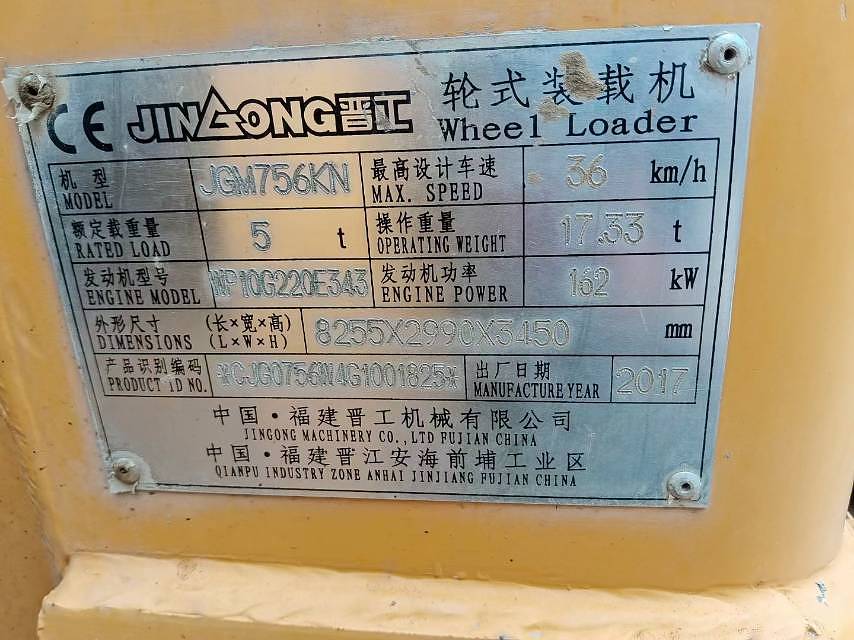 CE JINGONG晋工 轮式装载机
Wheel Loader
机型 JGM756KN 最高设计车速 36 km/h
MODEL MAX. SPEED
额定载重量 5 t 操作重量 17.33 t
RATED LOAD OPERATING WEIGHT
发动机型号 WP10G220E343 发动机功率 162 kW
ENGINE MODEL ENGINE POWER
外形尺寸 (长×宽×高) 8255X2990X3450 mm
DIMENSIONS (L×W×H)
产品识别编码 *CJG0756N4G1001825* 出厂日期 2017
PRODUCT ID NO. MANUFACTURE YEAR
中国·福建晋工机械有限公司
JINGONG MACHINERY CO.,LTD FUJIAN CHINA
中国·福建晋江安海前埔工业区
QIANPU INDUSTRY ZONE ANHAI JINJIANG FUJIAN CHINA